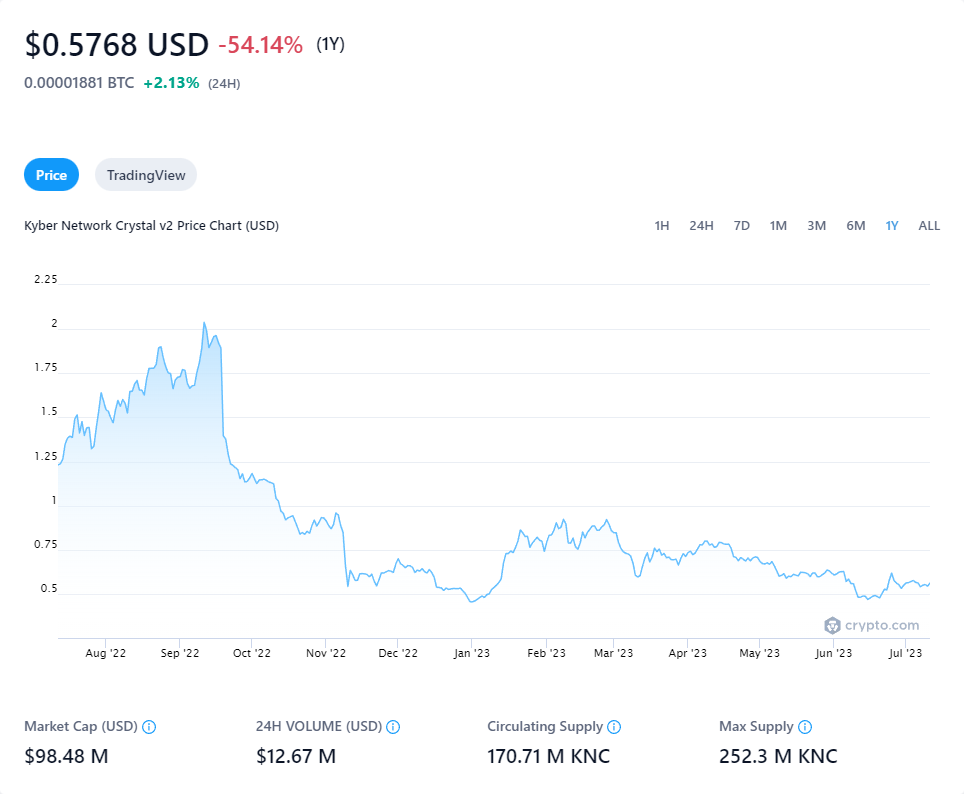 $0.5768 USD -54.14% (1Y)
0.00001881 BTC +2.13% (24H)
Price TradingView
Kyber Network Crystal v2 Price Chart (USD) 1H 24H 7D 1M 3M 6M 1Y ALL
2.25
2
1.75
1.5
1.25
1
0.75
0.5
crypto.com
Aug '22 Sep '22 Oct '22 Nov '22 Dec '22 Jan '23 Feb '23 Mar '23 Apr '23 May '23 Jun '23 Jul '23
Market Cap (USD) 24H VOLUME (USD) Circulating Supply Max Supply
$98.48 M $12.67 M 170.71 M KNC 252.3 M KNC